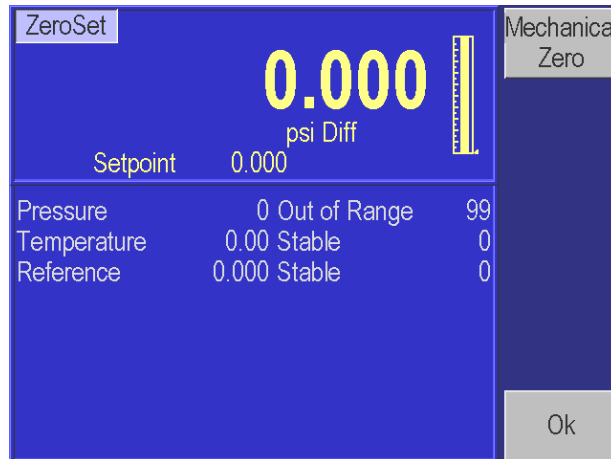 ZeroSet
Mechanica
Zero
0.000
psi Diff
Setpoint 0.000
Pressure 0 Out of Range 99
Temperature 0.00 Stable 0
Reference 0.000 Stable 0
Ok